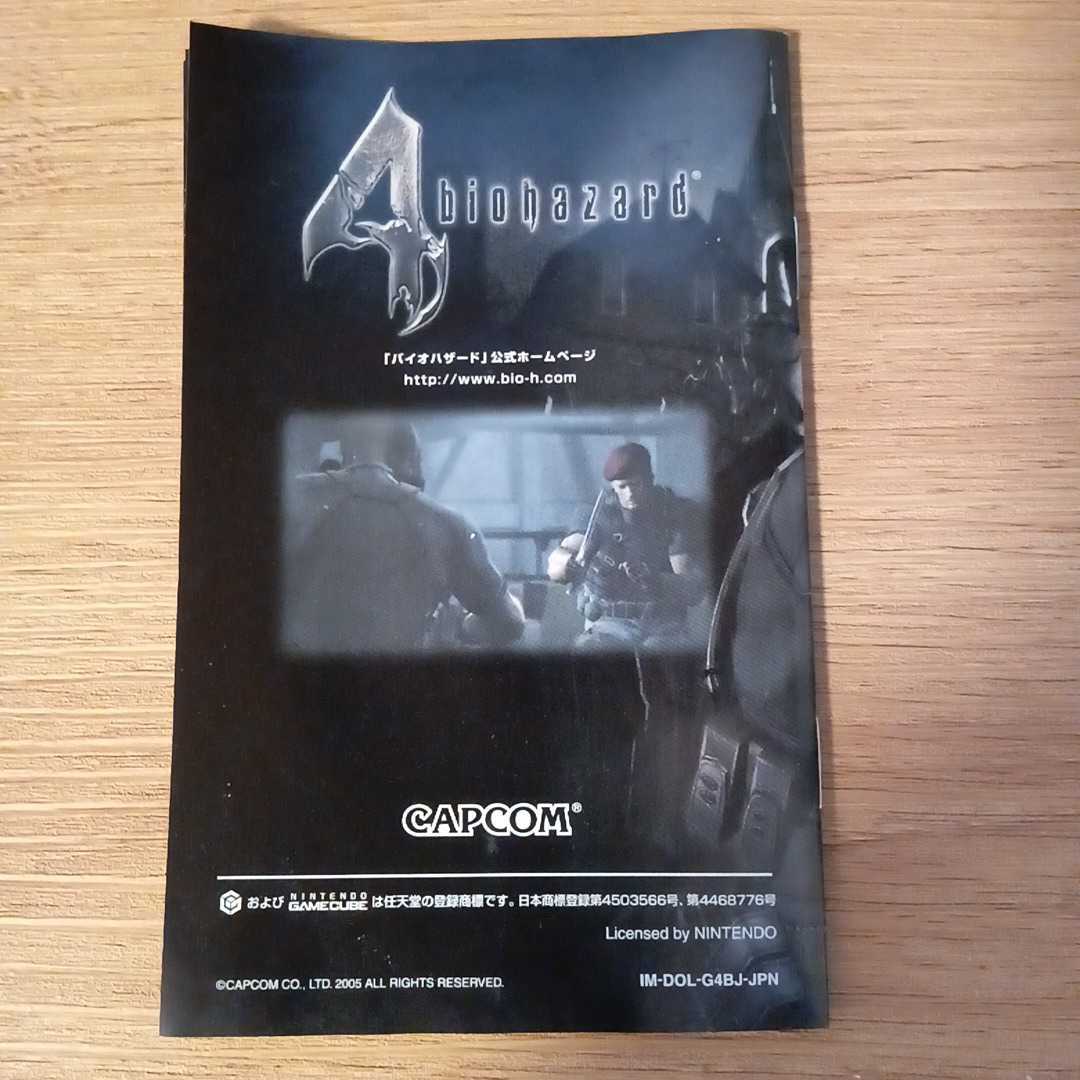 4
biohazard®
「バイオハザード」公式ホームページ
http://www.bio-h.com
CAPCOM®
および NINTENDO GAMECUBE は任天堂の登録商標です。日本商標登録第4503566号、第4468776号
Licensed by NINTENDO
©CAPCOM CO., LTD. 2005 ALL RIGHTS RESERVED.
IM-DOL-G4BJ-JPN